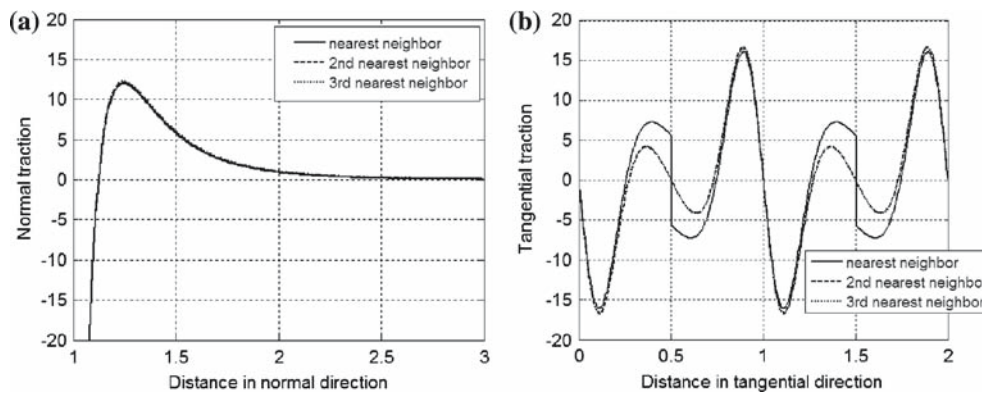 (a)
20
15
10
5
0
-5
-10
-15
-20
Normal traction
nearest neighbor
2nd nearest neighbor
3rd nearest neighbor
1
1.5
2
2.5
3
Distance in normal direction
(b)
20
15
10
5
0
-5
-10
-15
-20
Tangential traction
nearest neighbor
2nd nearest neighbor
3rd nearest neighbor
0
0.5
1
1.5
2
Distance in tangential direction